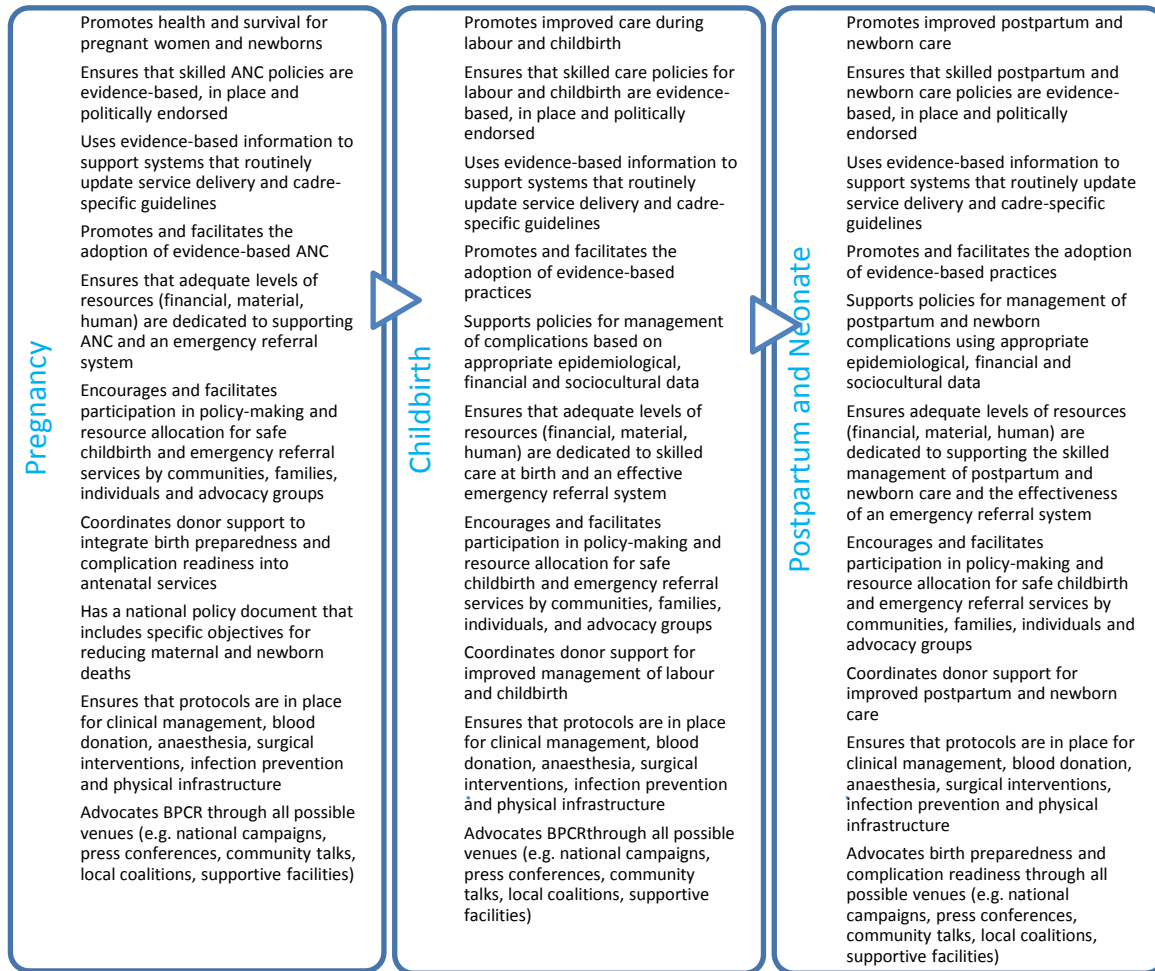 Pregnancy
Promotes health and survival for
pregnant women and newborns
Ensures that skilled ANC policies are
evidence-based, in place and
politically endorsed
Uses evidence-based information to
support systems that routinely
update service delivery and cadre-
specific guidelines
Promotes and facilitates the
adoption of evidence-based ANC
Ensures that adequate levels of
resources (financial, material,
human) are dedicated to supporting
ANC and an emergency referral
system
Encourages and facilitates
participation in policy-making and
resource allocation for safe
childbirth and emergency referral
services by communities, families,
individuals and advocacy groups
Coordinates donor support to
integrate birth preparedness and
complication readiness into
antenatal services
Has a national policy document that
includes specific objectives for
reducing maternal and newborn
deaths
Ensures that protocols are in place
for clinical management, blood
donation, anaesthesia, surgical
interventions, infection prevention
and physical infrastructure
Advocates BPCR through all possible
venues (e.g. national campaigns,
press conferences, community talks,
local coalitions, supportive facilities)
Childbirth
Promotes improved care during
labour and childbirth
Ensures that skilled care policies for
labour and childbirth are evidence-
based, in place and politically
endorsed
Uses evidence-based information to
support systems that routinely
update service delivery and cadre-
specific guidelines
Promotes and facilitates the
adoption of evidence-based
practices
Supports policies for management
of complications based on
appropriate epidemiological,
financial and sociocultural data
Ensures that adequate levels of
resources (financial, material,
human) are dedicated to skilled
care at birth and an effective
emergency referral system
Encourages and facilitates
participation in policy-making and
resource allocation for safe
childbirth and emergency referral
services by communities, families,
individuals, and advocacy groups
Coordinates donor support for
improved management of labour
and childbirth
Ensures that protocols are in place
for clinical management, blood
donation, anaesthesia, surgical
interventions, infection prevention
and physical infrastructure
Advocates BPCRthrough all possible
venues (e.g. national campaigns,
press conferences, community
talks, local coalitions, supportive
facilities)
Postpartum and Neonate
Promotes improved postpartum and
newborn care
Ensures that skilled postpartum and
newborn care policies are evidence-
based, in place and politically
endorsed
Uses evidence-based information to
support systems that routinely update
service delivery and cadre-specific
guidelines
Promotes and facilitates the adoption
of evidence-based practices
Supports policies for management of
postpartum and newborn
complications using appropriate
epidemiological, financial and
sociocultural data
Ensures adequate levels of resources
(financial, material, human) are
dedicated to supporting the skilled
management of postpartum and
newborn care and the effectiveness
of an emergency referral system
Encourages and facilitates
participation in policy-making and
resource allocation for safe childbirth
and emergency referral services by
communities, families, individuals and
advocacy groups
Coordinates donor support for
improved postpartum and newborn
care
Ensures that protocols are in place for
clinical management, blood donation,
anaesthesia, surgical interventions,
infection prevention and physical
infrastructure
Advocates birth preparedness and
complication readiness through all
possible venues (e.g. national
campaigns, press conferences,
community talks, local coalitions,
supportive facilities)